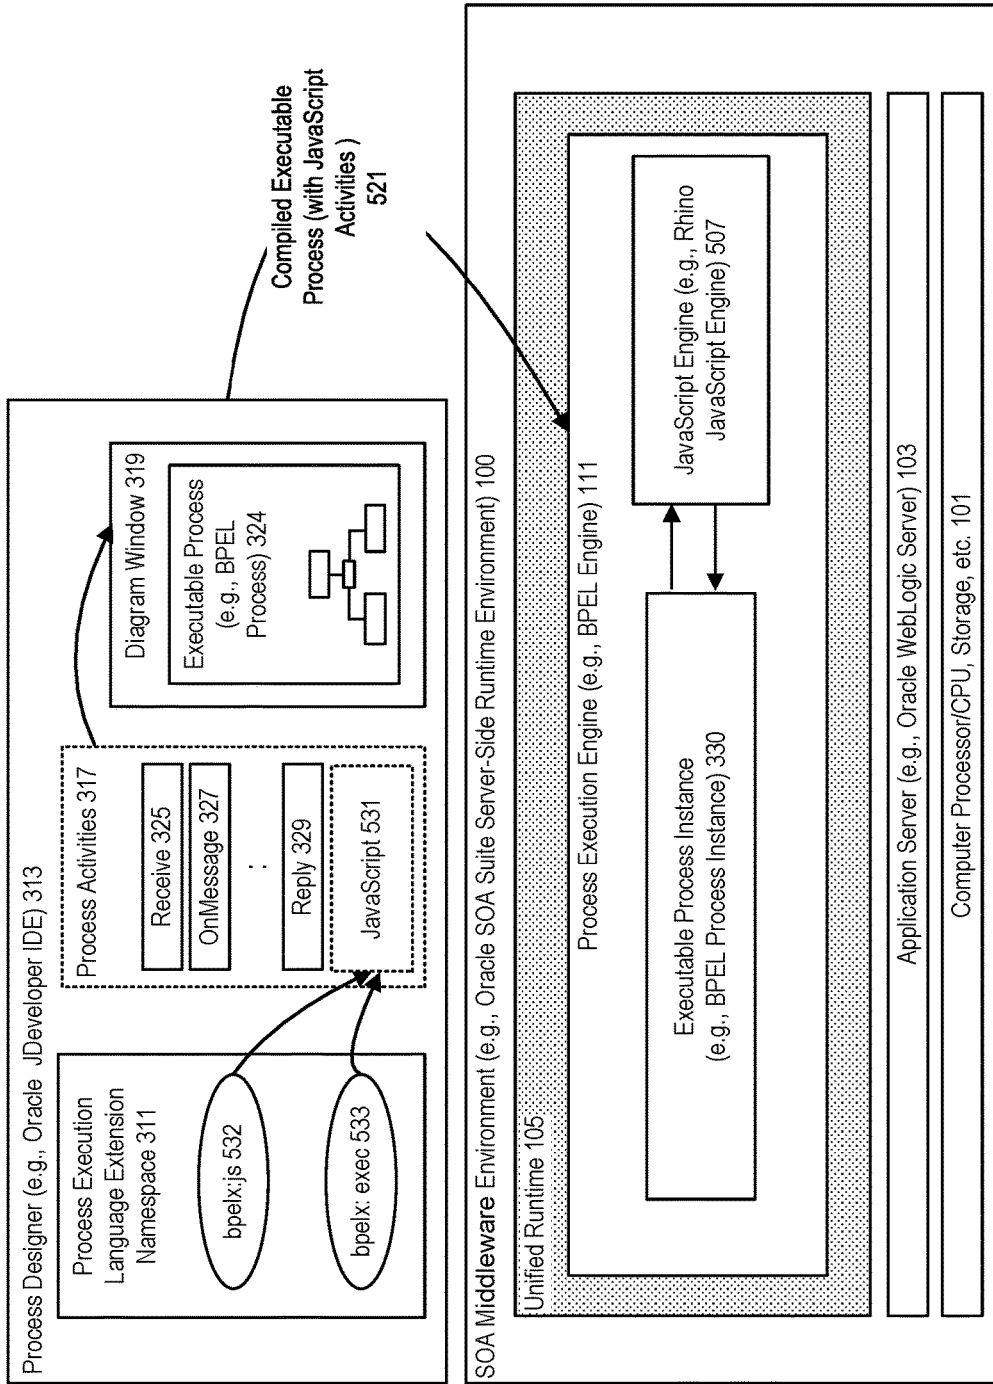 Process Designer (e.g., Oracle JDeveloper IDE) 313
Process Execution
Language Extension
Namespace 311
bpelx:js 532
bpelx: exec 533
Process Activities 317
Receive 325
OnMessage 327
:
Reply 329
JavaScript 531
Diagram Window 319
Executable Process
(e.g., BPEL
Process) 324
Compiled Executable
Process (with JavaScript
Activities )
521
SOA Middleware Environment (e.g., Oracle SOA Suite Server-Side Runtime Environment) 100
Unified Runtime 105
Process Execution Engine (e.g., BPEL Engine) 111
Executable Process Instance
(e.g., BPEL Process Instance) 330
JavaScript Engine (e.g., Rhino
JavaScript Engine) 507
Application Server (e.g., Oracle WebLogic Server) 103
Computer Processor/CPU, Storage, etc. 101